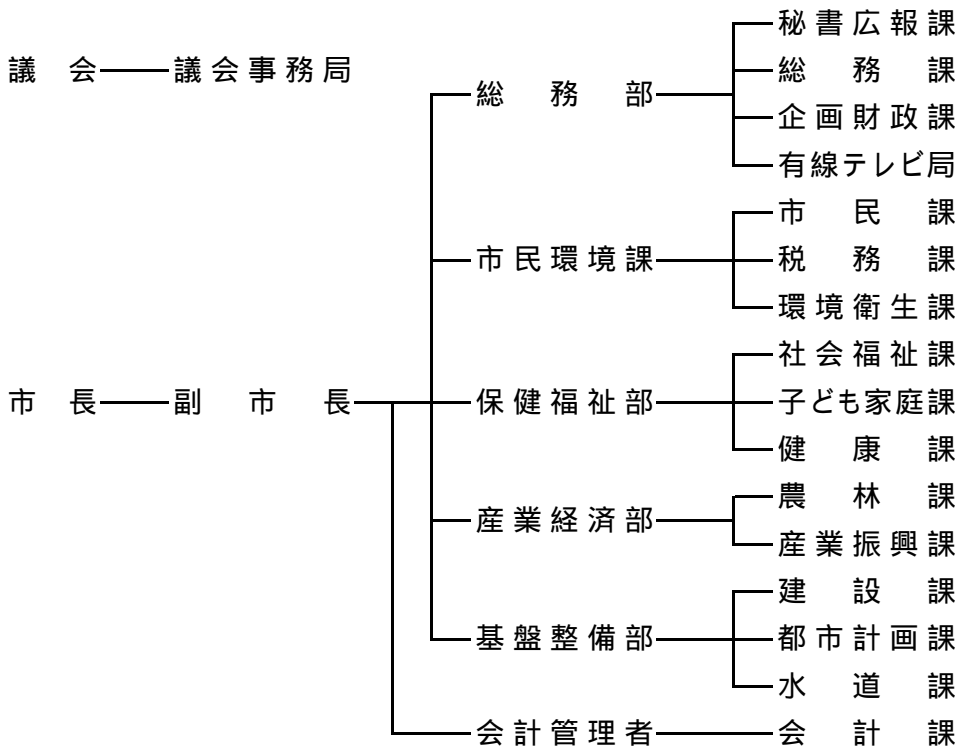 議会 議会事務局
市長 副市長
総務部
秘書広報課
総務課
企画財政課
有線テレビ局
市民環境課
市民課
税務課
環境衛生課
保健福祉部
社会福祉課
子ども家庭課
健康課
産業経済部
農林課
産業振興課
基盤整備部
建設課
都市計画課
水道課
会計管理者
会計課